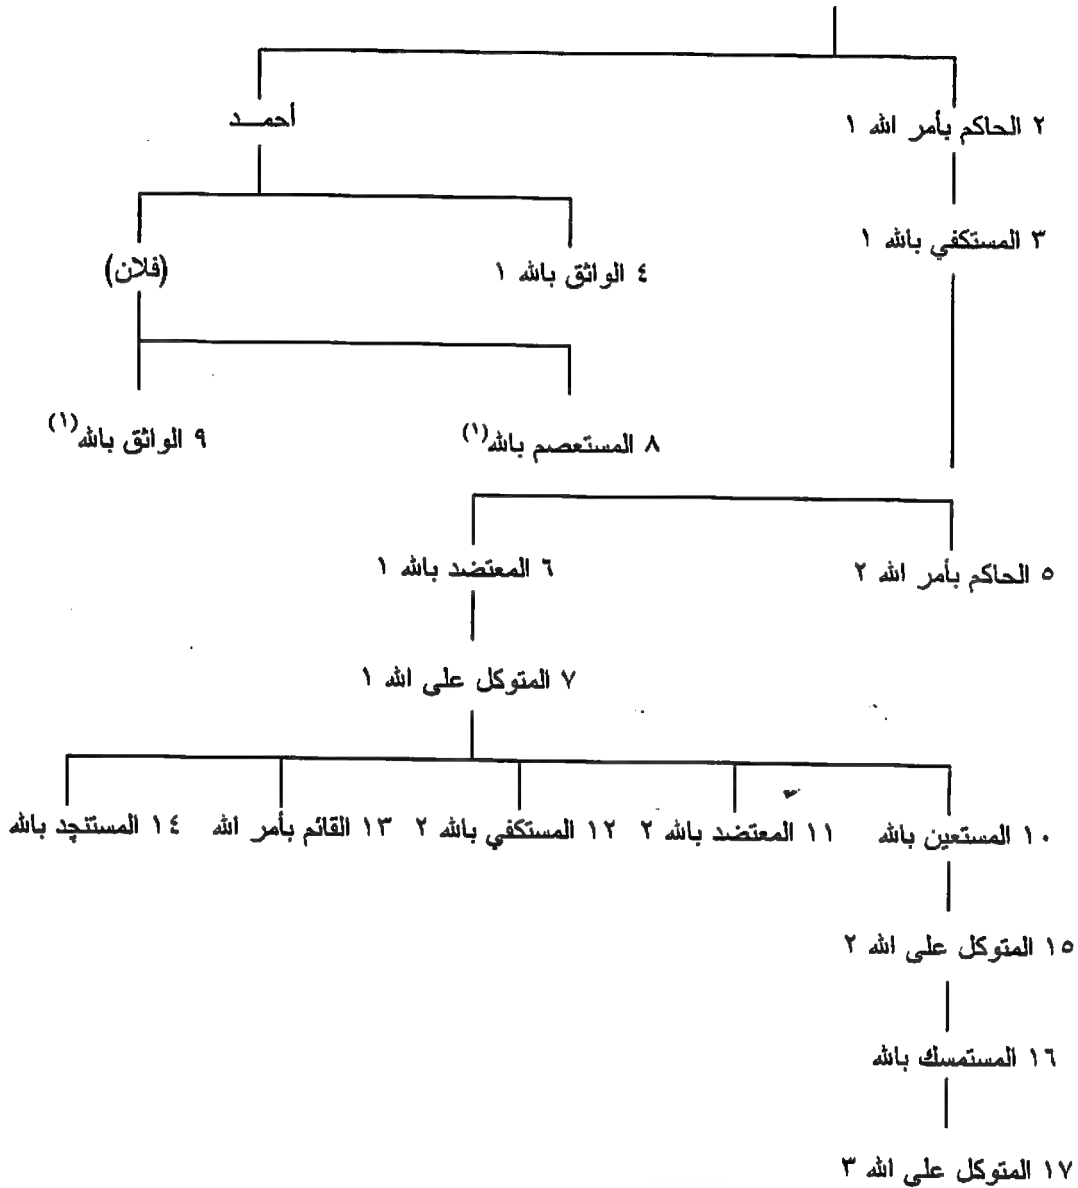 ٢ الحاكم بأمر الله ١
أحمـــد
٣ المستكفي بالله ١
٤ الواثق بالله ١
(فلان)
٨ المستعصم بالله(١)
٩ الواثق بالله(١)
٥ الحاكم بأمر الله ٢
٦ المعتضد بالله ١
٧ المتوكل على الله ١
١٠ المستعين بالله
١١ المعتضد بالله ٢
١٢ المستكفي بالله ٢
١٣ القائم بأمر الله
١٤ المستنجد بالله
١٥ المتوكل على الله ٢
١٦ المستمسك بالله
١٧ المتوكل على الله ٣